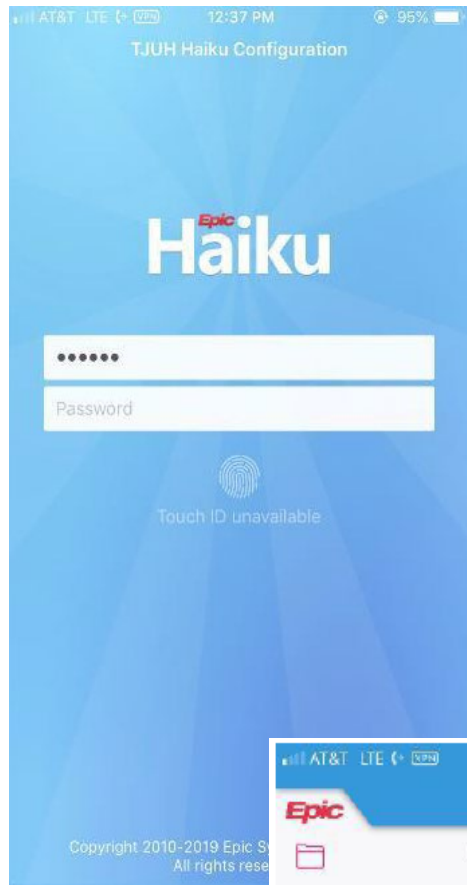 AT&T LTE VPN 12:37 PM 95%
TJUH Haiku Configuration
Epic
Haiku
••••••
Password
Touch ID unavailable
AT&T LTE VPN
Epic
Copyright 2010-2019 Epic Sy
All rights rese